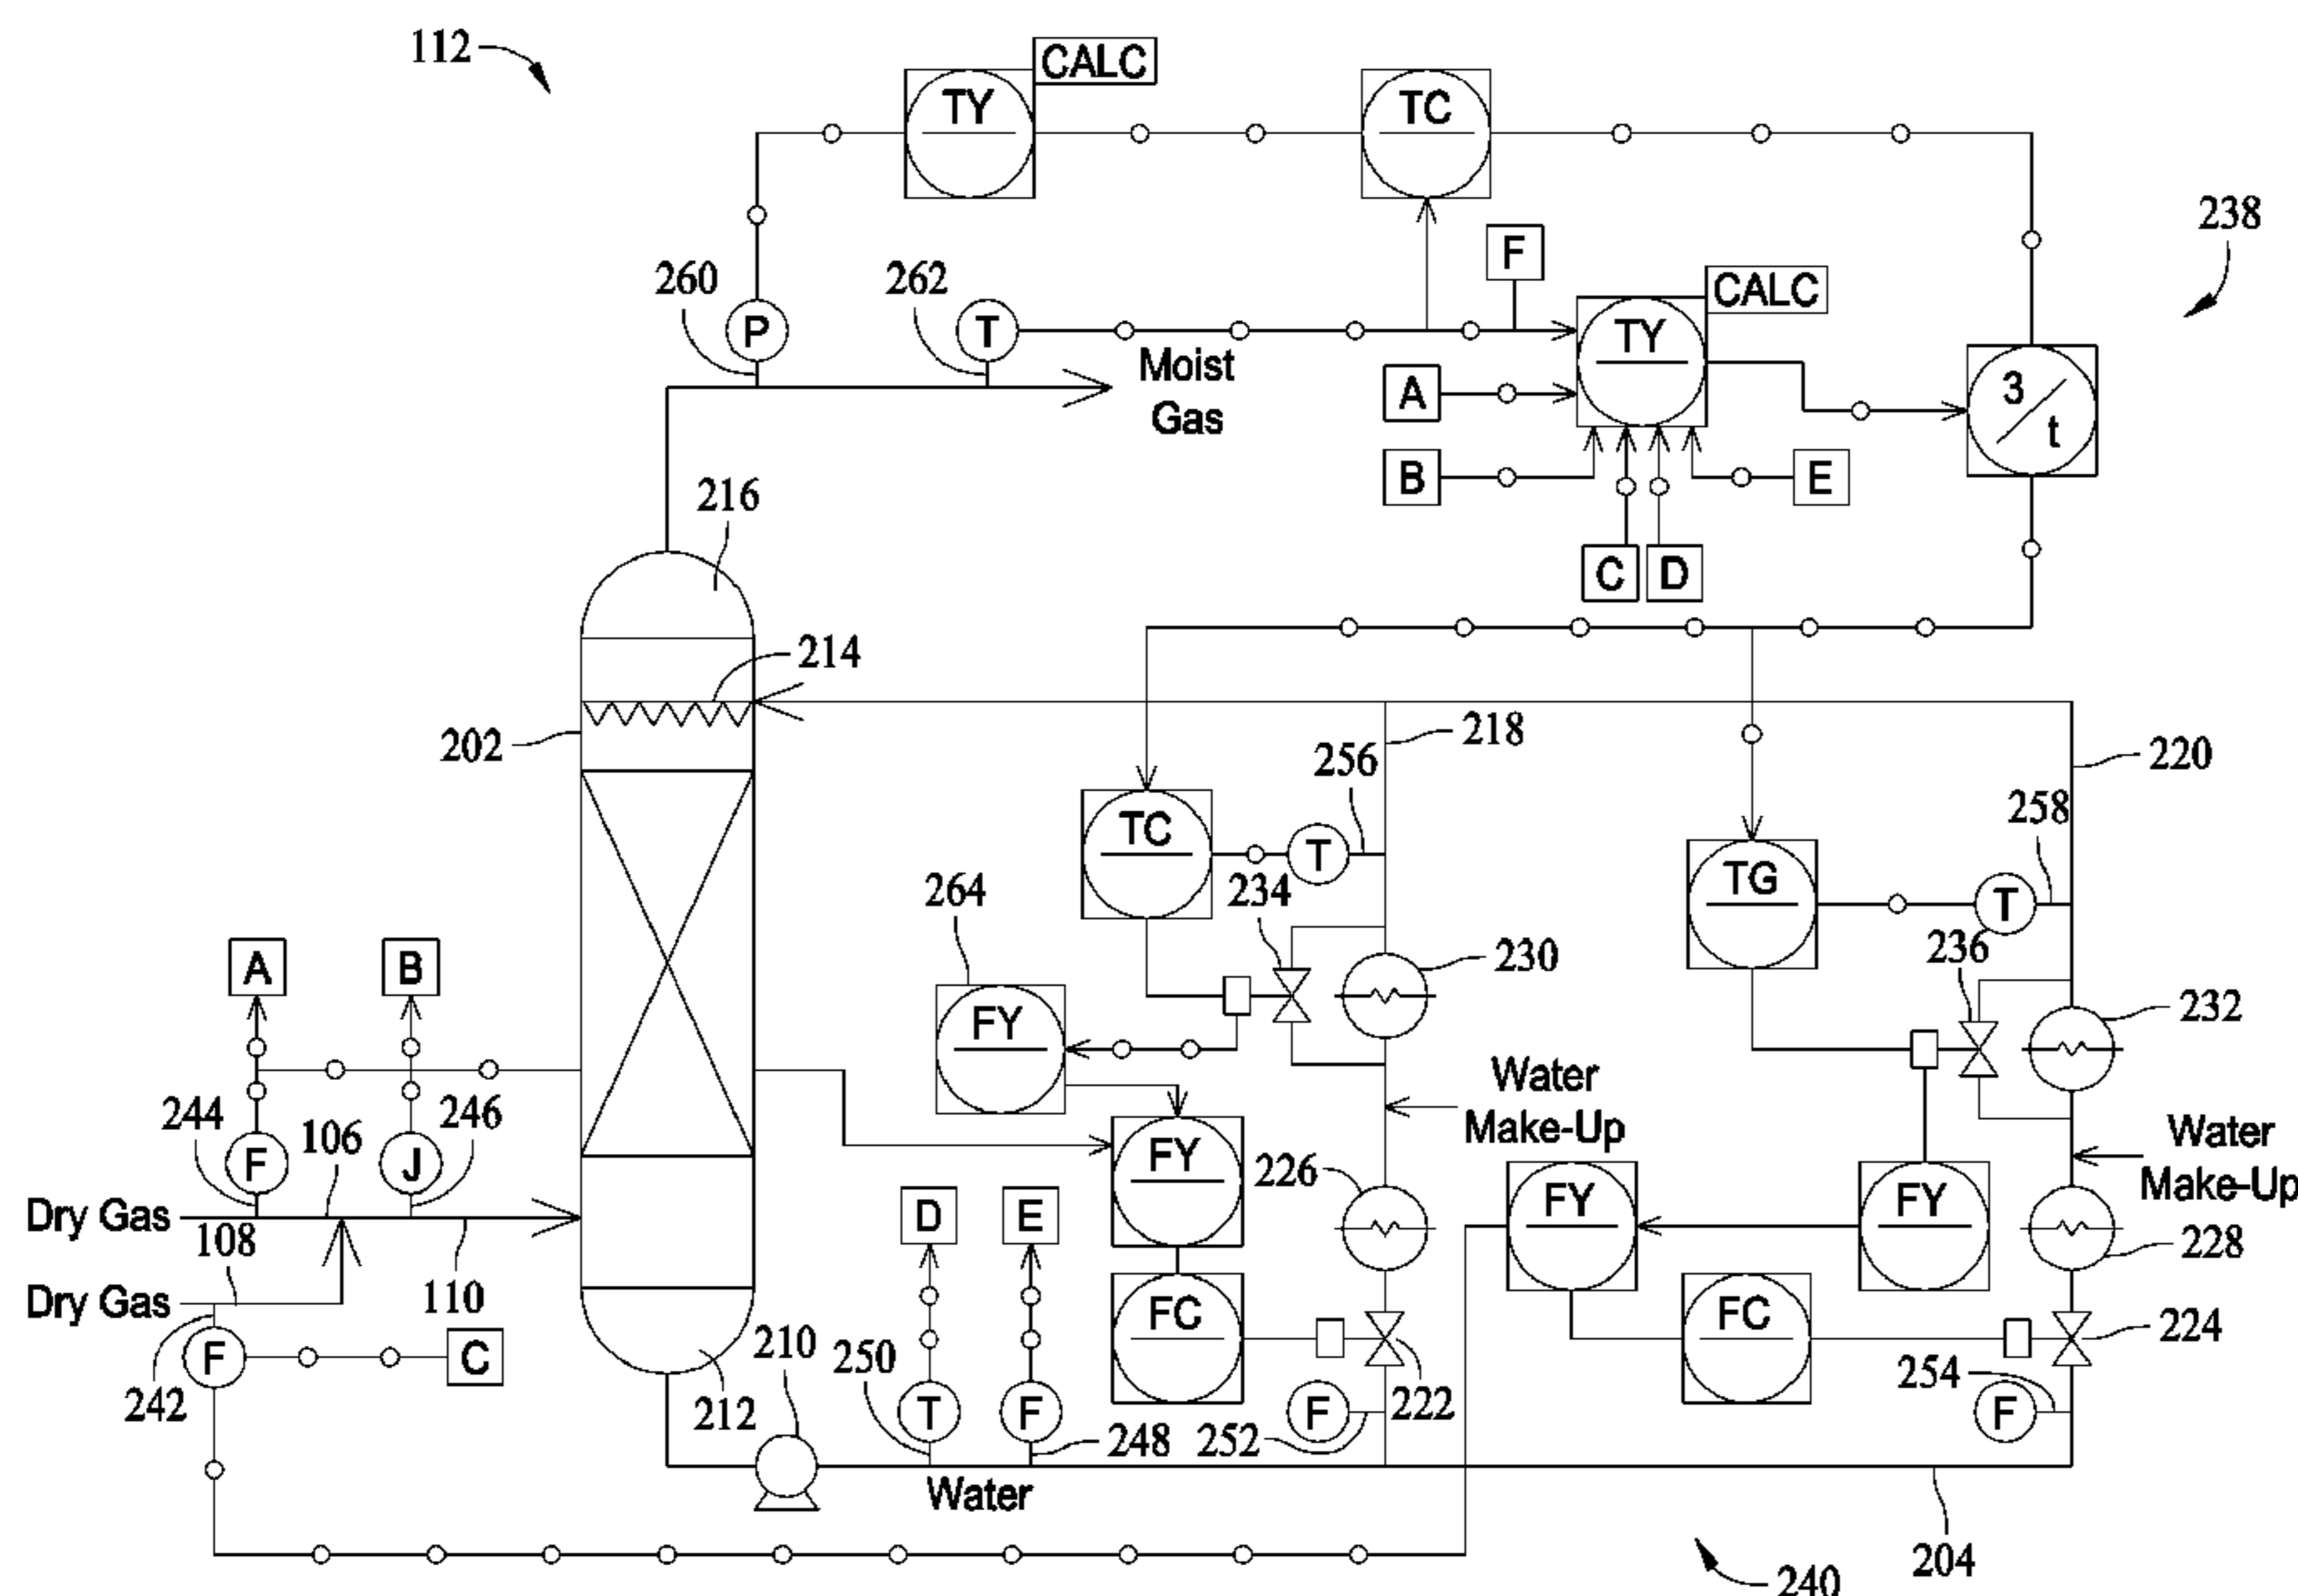 112
CALC
TY
TC
238
260
262
F
CALC
P
T
TY
Moist
Gas
A
3
t
216
B
E
C
D
214
202
218
256
220
258
TC
T
TG
264
234
T
A
B
236
230
FY
232
Water
Make-Up
244
106
246
F
J
FY
226
FY
FY
Water
Make-Up
Dry Gas
108
D
E
228
Dry Gas
110
FC
FC
224
F
C
210
250
254
242
212
T
F
F
222
F
248
252
Water
204
240